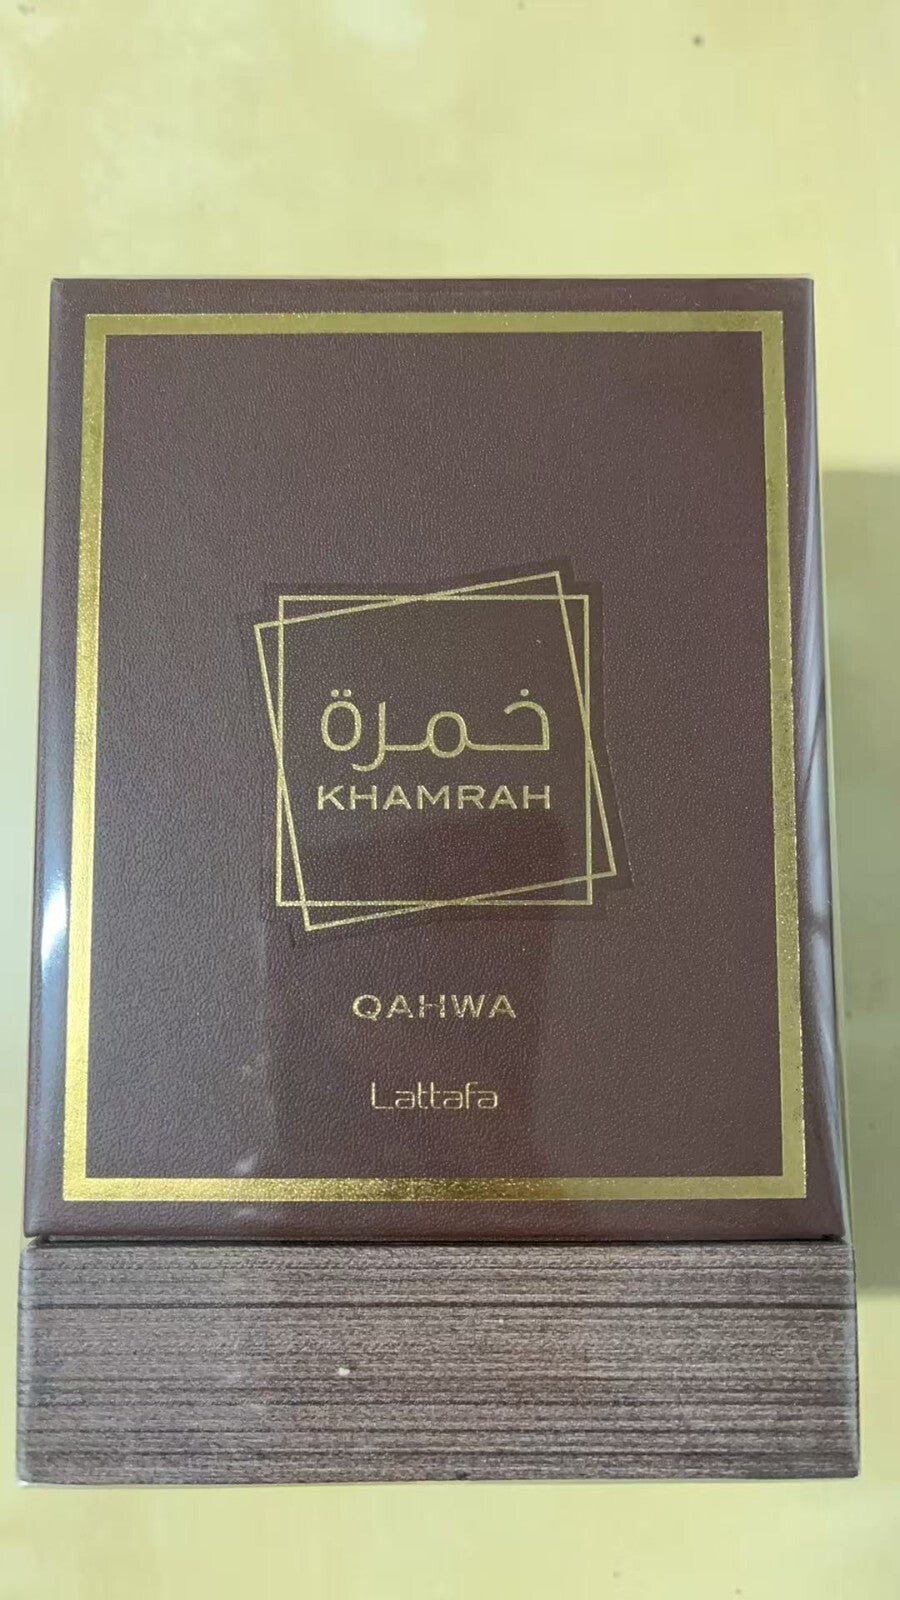 خمرة
KHAMRAH
QAHWA
Lattafa